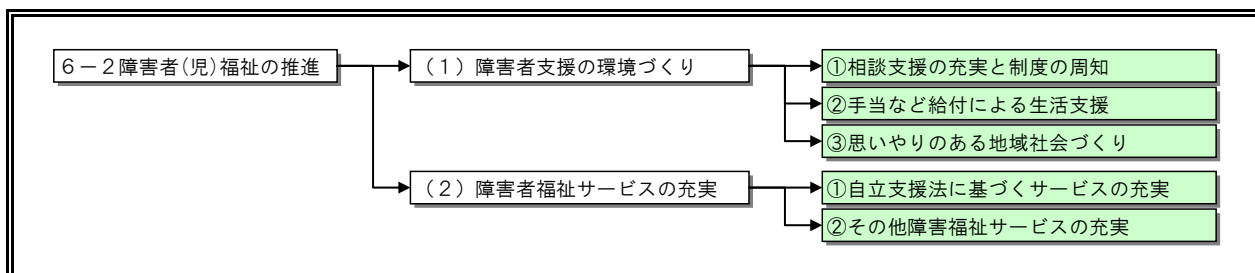 6－2障害者(児)福祉の推進
（1）障害者支援の環境づくり
①相談支援の充実と制度の周知
②手当など給付による生活支援
③思いやりのある地域社会づくり
（2）障害者福祉サービスの充実
①自立支援法に基づくサービスの充実
②その他障害福祉サービスの充実